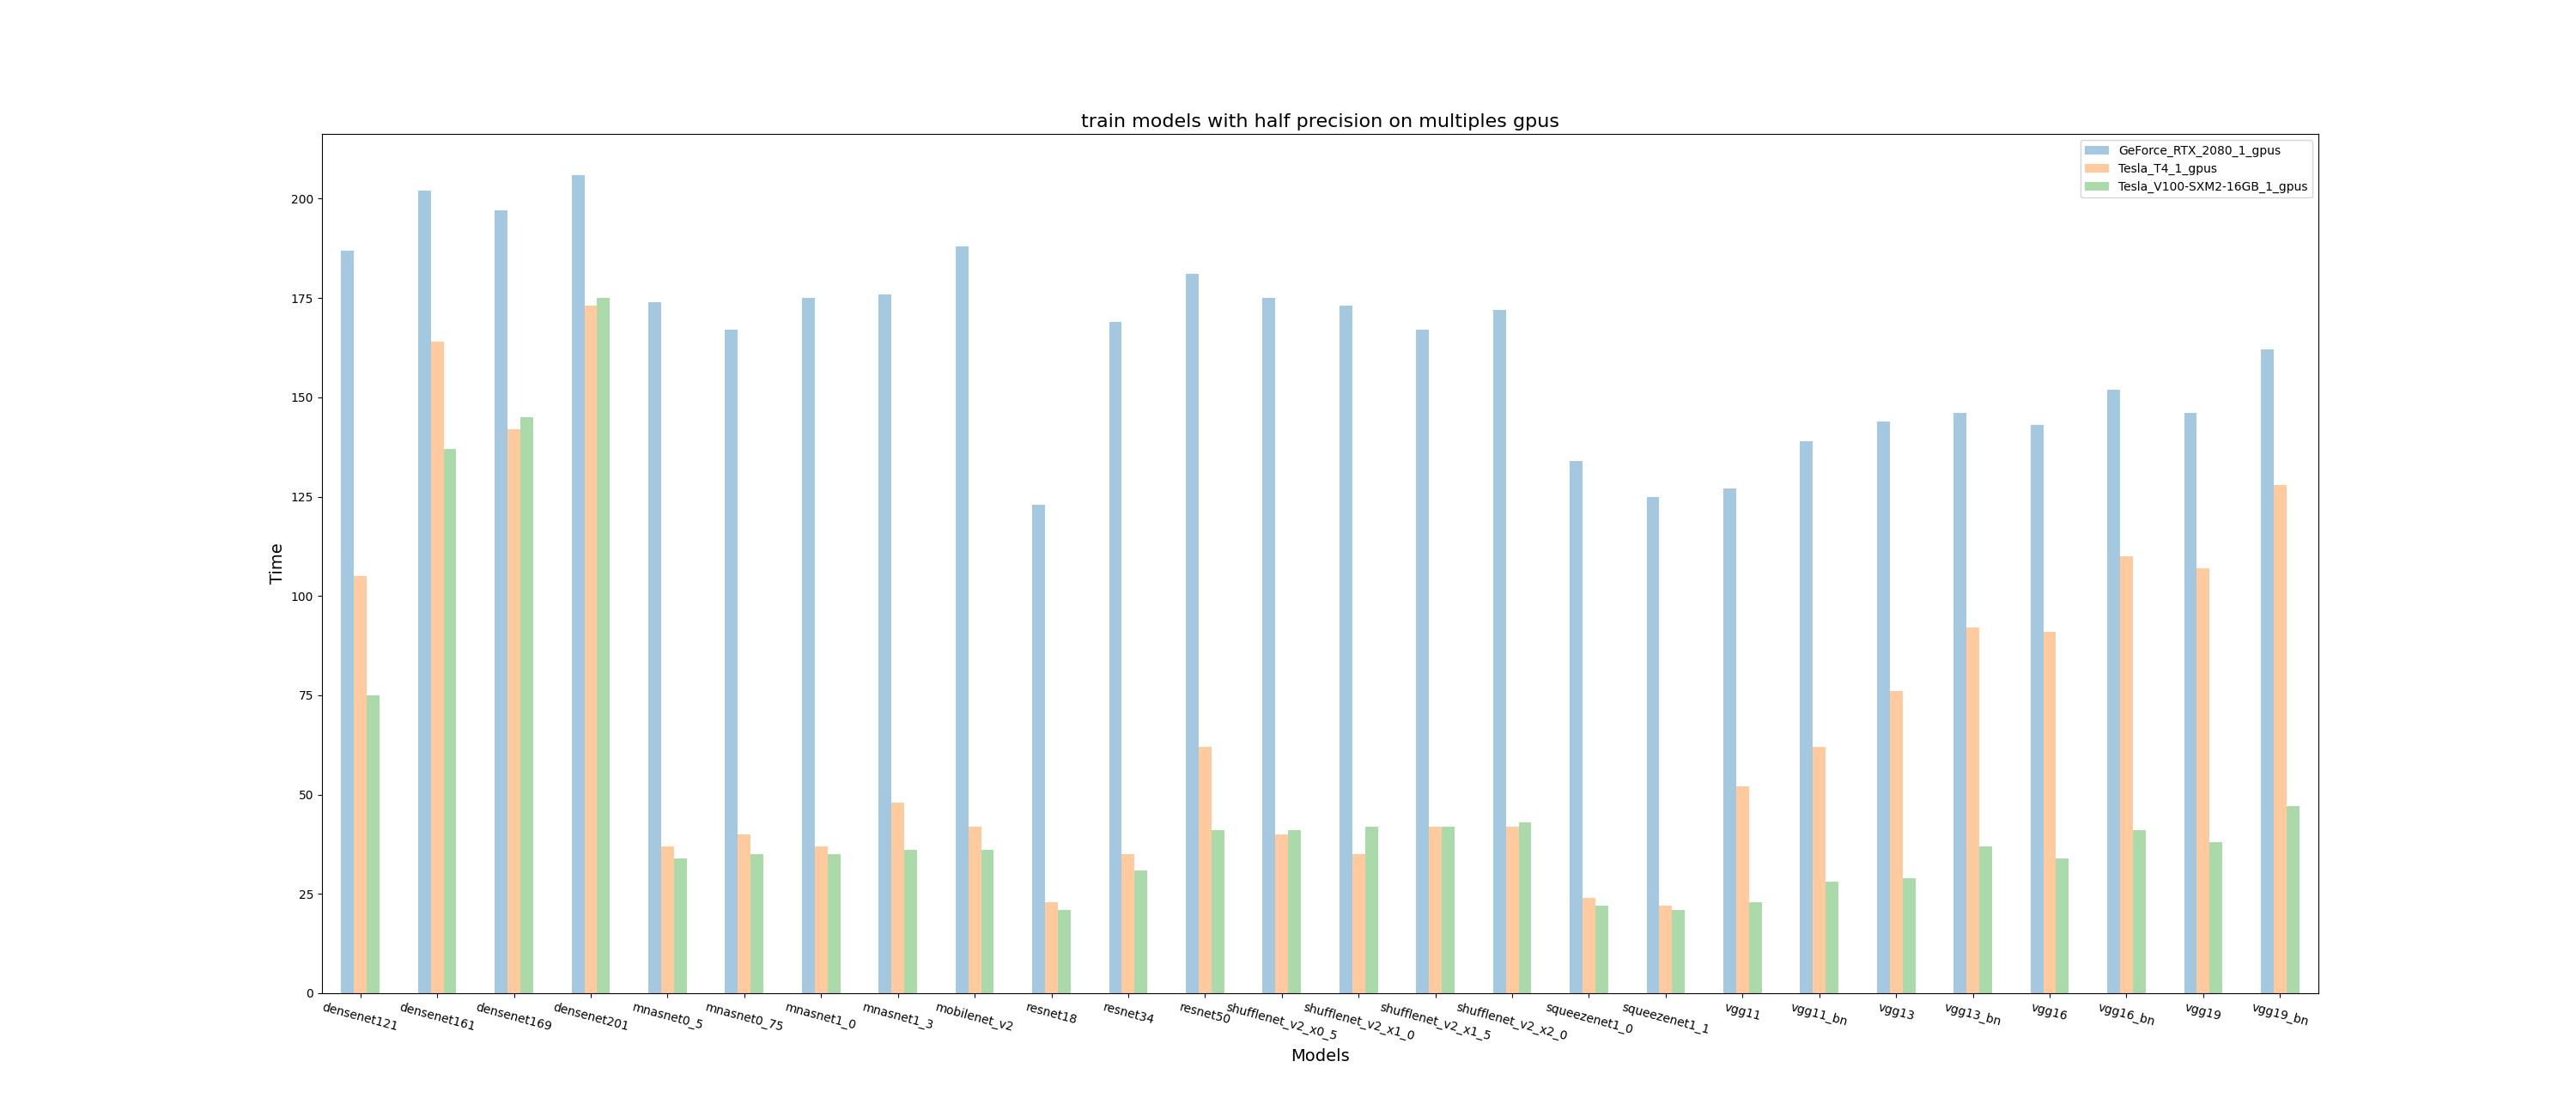 train models with half precision on multiples gpus
GeForce_RTX_2080_1_gpus
Tesla_T4_1_gpus
Tesla_V100-SXM2-16GB_1_gpus
Time
200
175
150
125
100
75
50
25
0
densenet121
densenet161
densenet169
densenet201
mnasnet0_5
mnasnet0_75
mnasnet1_0
mnasnet1_3
mobilenet_v2
resnet18
resnet34
resnet50
shufflenet_v2_x0_5
shufflenet_v2_x1_0
shufflenet_v2_x1_5
shufflenet_v2_x2_0
squeezenet1_0
squeezenet1_1
vgg11
vgg11_bn
vgg13
vgg13_bn
vgg16
vgg16_bn
vgg19
vgg19_bn
Models